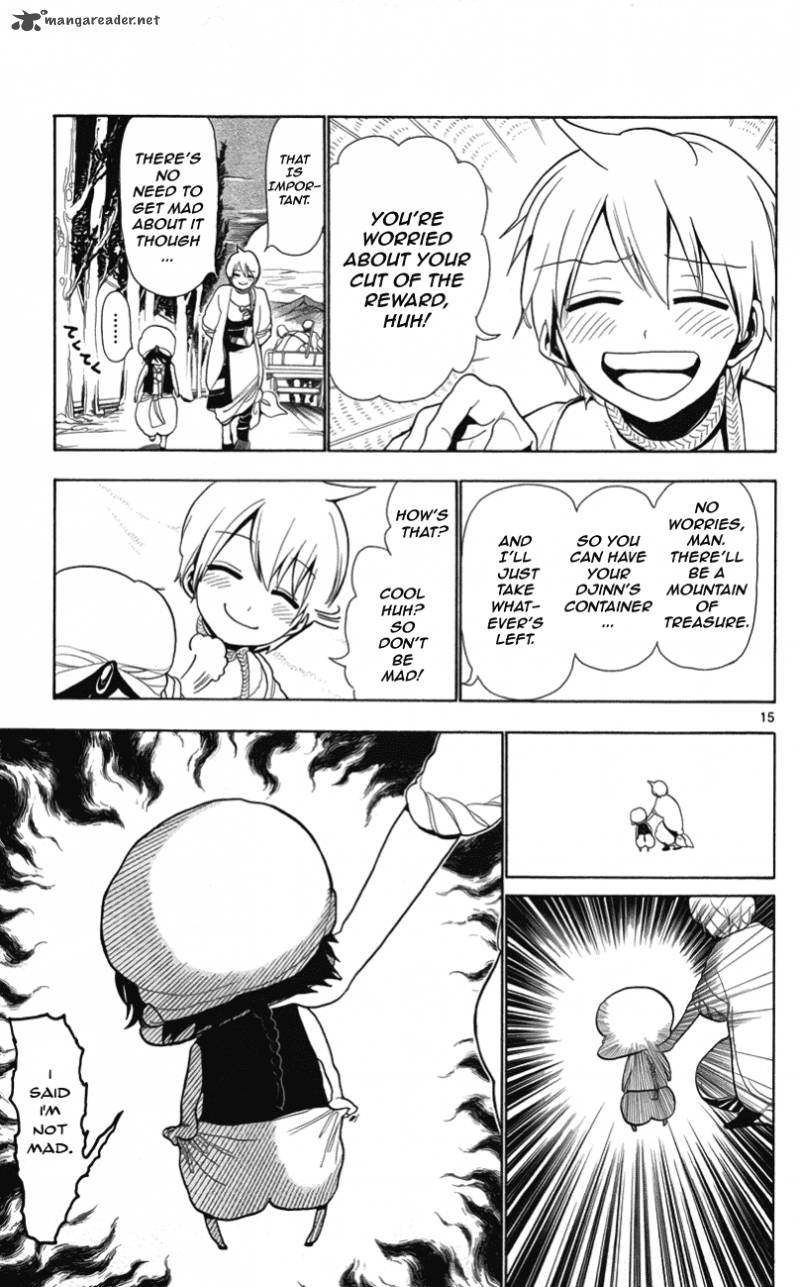 mangareader.net
YOU'RE
WORRIED
ABOUT YOUR
CUT OF THE
REWARD,
HUH!
THAT
IS
IMPOR-
TANT.
THERE'S
NO
NEED TO
GET MAD
ABOUT IT
THOUGH
...
.....
NO
WORRIES,
MAN.
THERE'LL
BE A
MOUNTAIN
OF
TREASURE.
SO YOU
CAN HAVE
YOUR
DJINN'S
CONTAINER
...
AND
I'LL
JUST
TAKE
WHAT-
EVER'S
LEFT.
HOW'S
THAT?
COOL
HUH?
SO
DON'T
BE
MAD!
15
I
SAID
I'M
NOT
MAD.